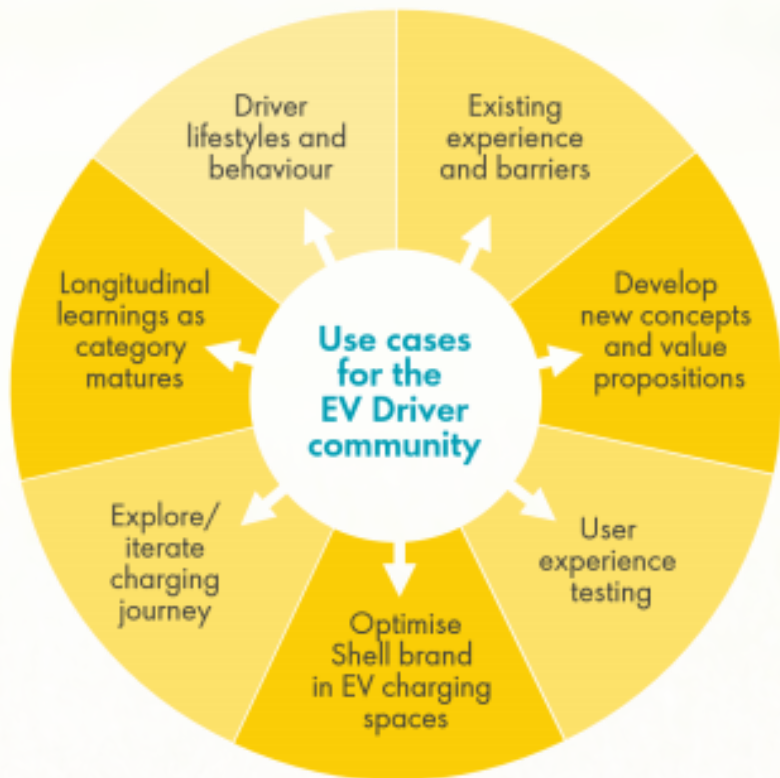 Use cases
for the
EV Driver
community
Driver
lifestyles and
behaviour
Existing
experience
and barriers
Develop
new concepts
and value
propositions
User
experience
testing
Optimise
Shell brand
in EV charging
spaces
Explore/
iterate
charging
journey
Longitudinal
learnings as
category
matures